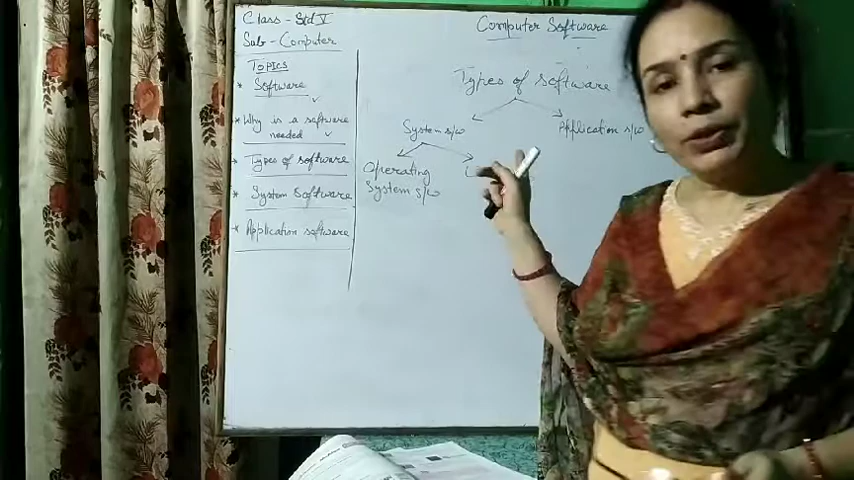 Class - Std V
Sub - Computer
Topics
* Software
* Why is a software
needed
* Types of software
* System software
* Application software
Computer Software
Types of software
System s/w
Application s/w
Operating
System s/w